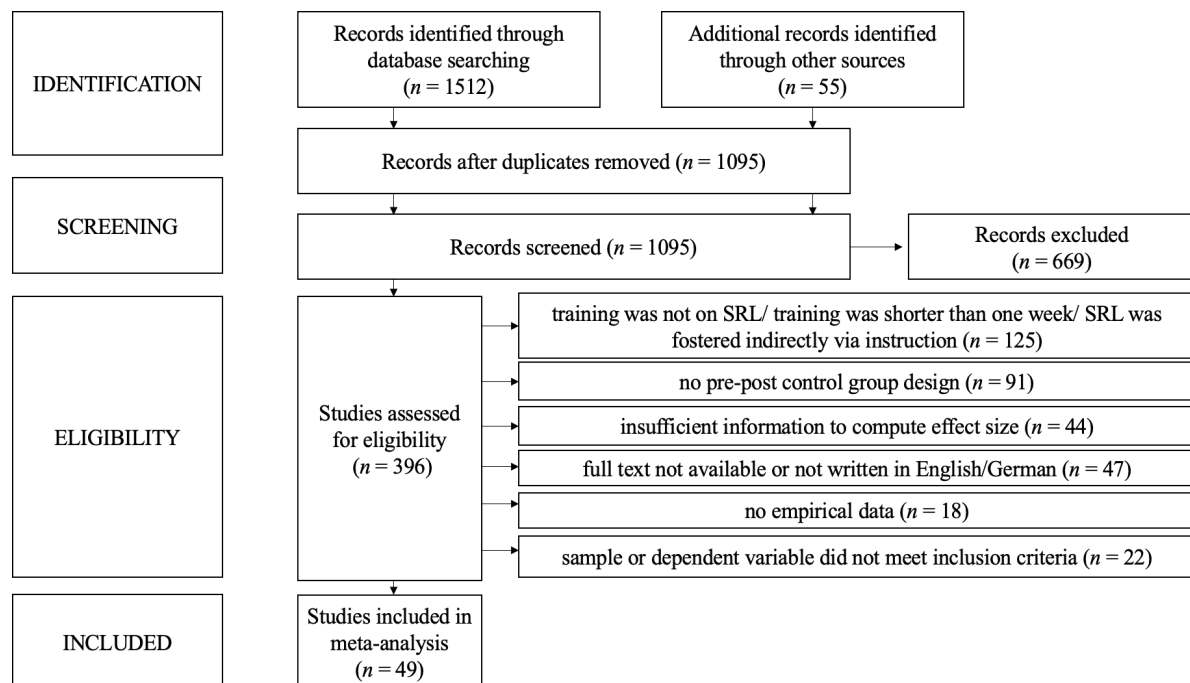 IDENTIFICATION
Records identified through
database searching
(n = 1512)
Additional records identified
through other sources
(n = 55)
Records after duplicates removed (n = 1095)
SCREENING
Records screened (n = 1095)
Records excluded
(n = 669)
ELIGIBILITY
Studies assessed
for eligibility
(n = 396)
training was not on SRL/ training was shorter than one week/ SRL was
fostered indirectly via instruction (n = 125)
no pre-post control group design (n = 91)
insufficient information to compute effect size (n = 44)
full text not available or not written in English/German (n = 47)
no empirical data (n = 18)
sample or dependent variable did not meet inclusion criteria (n = 22)
INCLUDED
Studies included in
meta-analysis
(n = 49)